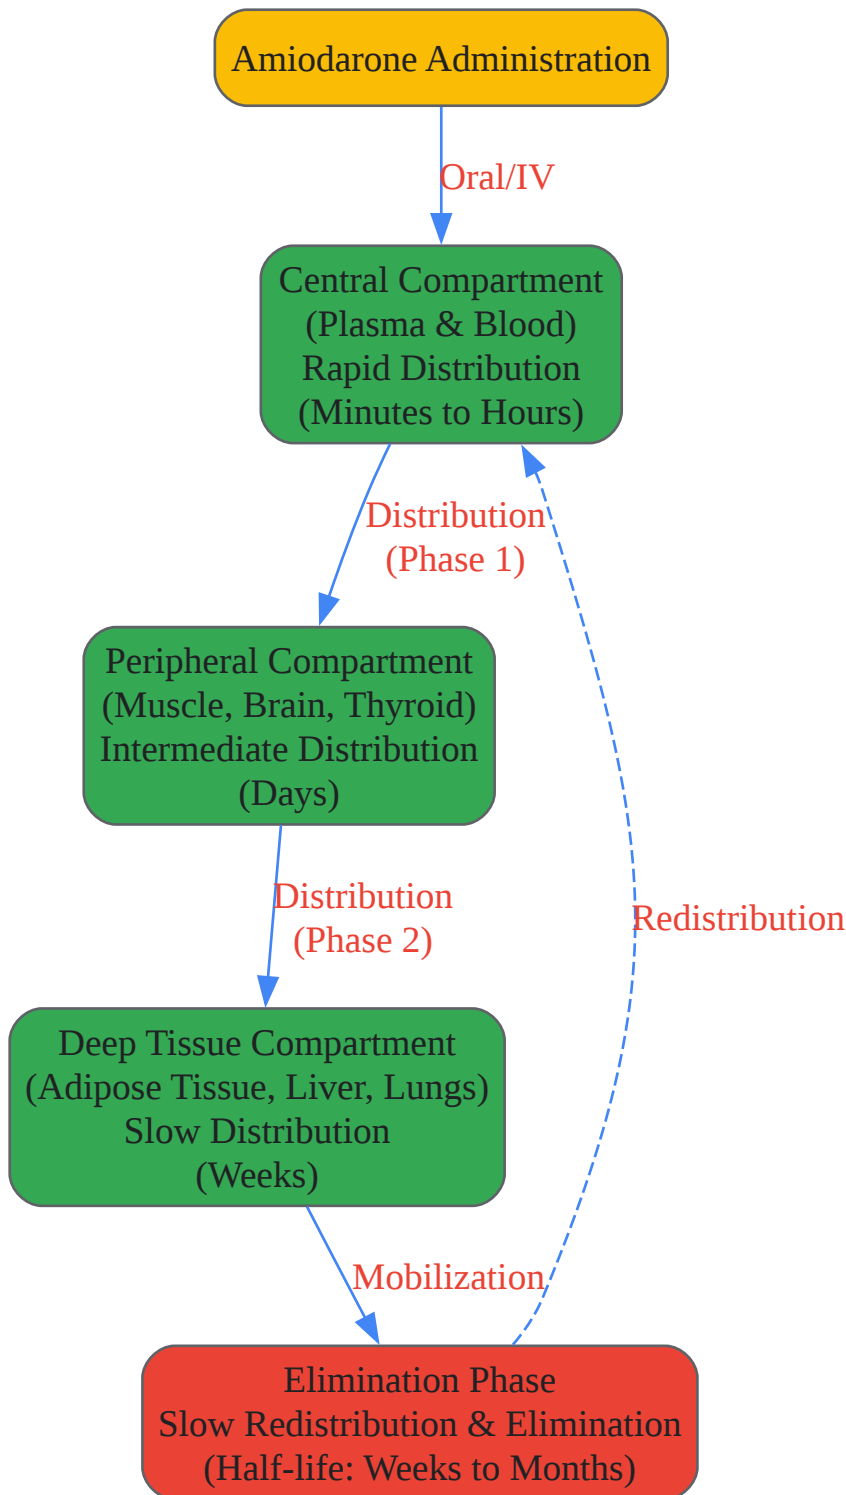 Amiodarone Administration
Oral/IV
Central Compartment
(Plasma & Blood)
Rapid Distribution
(Minutes to Hours)
Distribution
(Phase 1)
Peripheral Compartment
(Muscle, Brain, Thyroid)
Intermediate Distribution
(Days)
Distribution
(Phase 2)
Redistribution
Deep Tissue Compartment
(Adipose Tissue, Liver, Lungs)
Slow Distribution
(Weeks)
Mobilization
Elimination Phase
Slow Redistribution & Elimination
(Half-life: Weeks to Months)